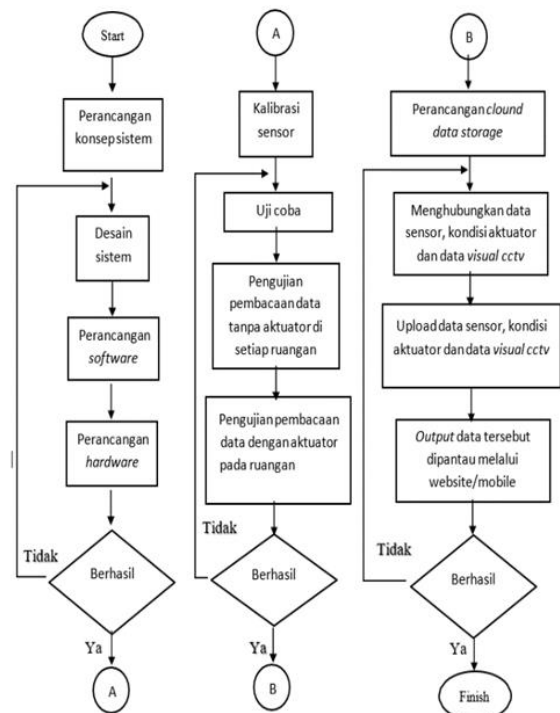 Start
Perancangan
konsep sistem
Desain
sistem
Perancangan
software
Perancangan
hardware
Tidak
Berhasil
Ya
A
A
Kalibrasi
sensor
Uji coba
Pengujian
pembacaan data
tanpa aktuator di
setiap ruangan
Pengujian pembacaan
data dengan aktuator
pada ruangan
Tidak
Berhasil
Ya
B
B
Perancangan clound
data storage
Menghubungkan data
sensor, kondisi aktuator
dan data visual cctv
Upload data sensor, kondisi
aktuator dan data visual cctv
Output data tersebut
dipantau melalui
website/mobile
Tidak
Berhasil
Ya
Finish